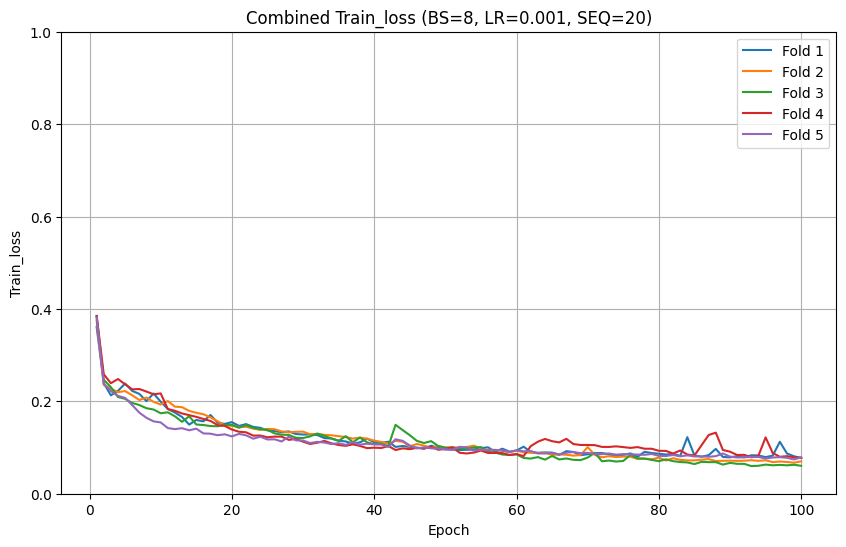 Combined Train_loss (BS=8, LR=0.001, SEQ=20)
1.0
0.8
0.6
0.4
0.2
0.0
Train_loss
Fold 1
Fold 2
Fold 3
Fold 4
Fold 5
0 20 40 60 80 100
Epoch